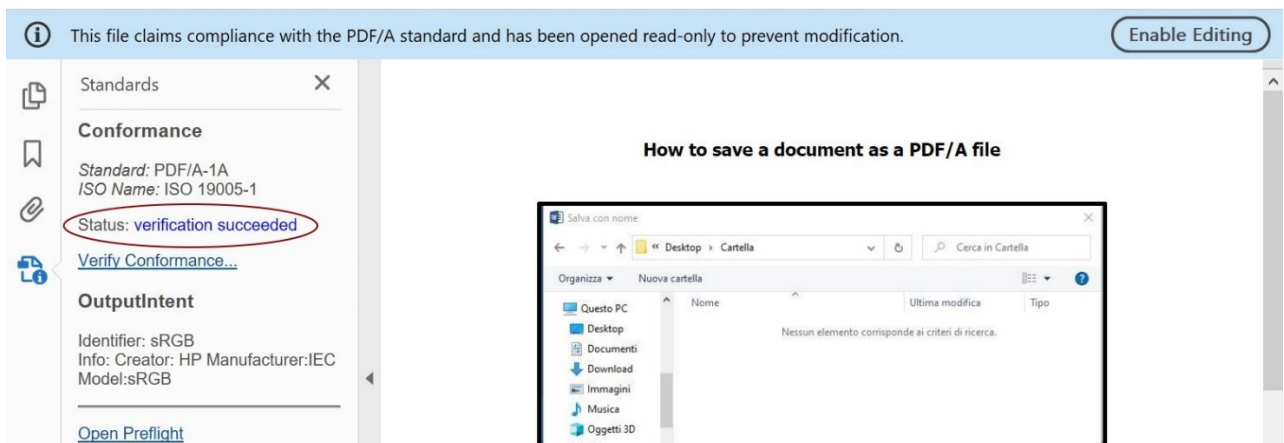 This file claims compliance with the PDF/A standard and has been opened read-only to prevent modification.
Enable Editing
Standards
Conformance
Standard: PDF/A-1A
ISO Name: ISO 19005-1
Status: verification succeeded
Verify Conformance...
OutputIntent
Identifier: sRGB
Info: Creator: HP Manufacturer:IEC
Model:sRGB
Open Preflight
How to save a document as a PDF/A file
Salva con nome
« Desktop › Cartella
Cerca in Cartella
Organizza
Nuova cartella
Nome
Ultima modifica
Tipo
Nessun elemento corrisponde ai criteri di ricerca.
Questo PC
Desktop
Documenti
Download
Immagini
Musica
Oggetti 3D